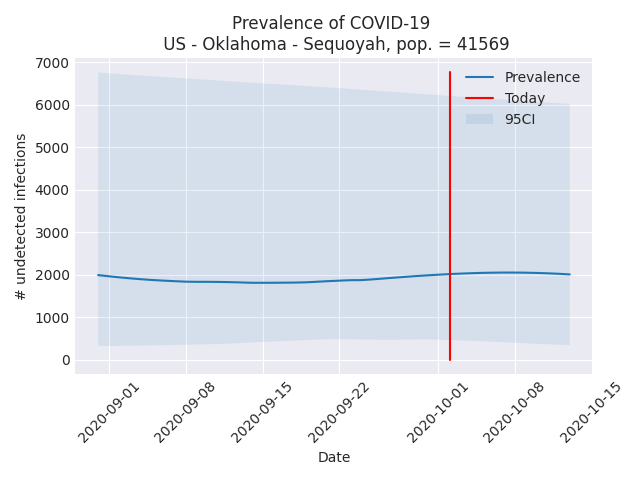 Prevalence of COVID-19
US - Oklahoma - Sequoyah, pop. = 41569
7000
6000
5000
4000
3000
2000
1000
0
# undetected infections
Prevalence
Today
95CI
2020-09-01
2020-09-08
2020-09-15
2020-09-22
2020-10-01
2020-10-08
2020-10-15
Date